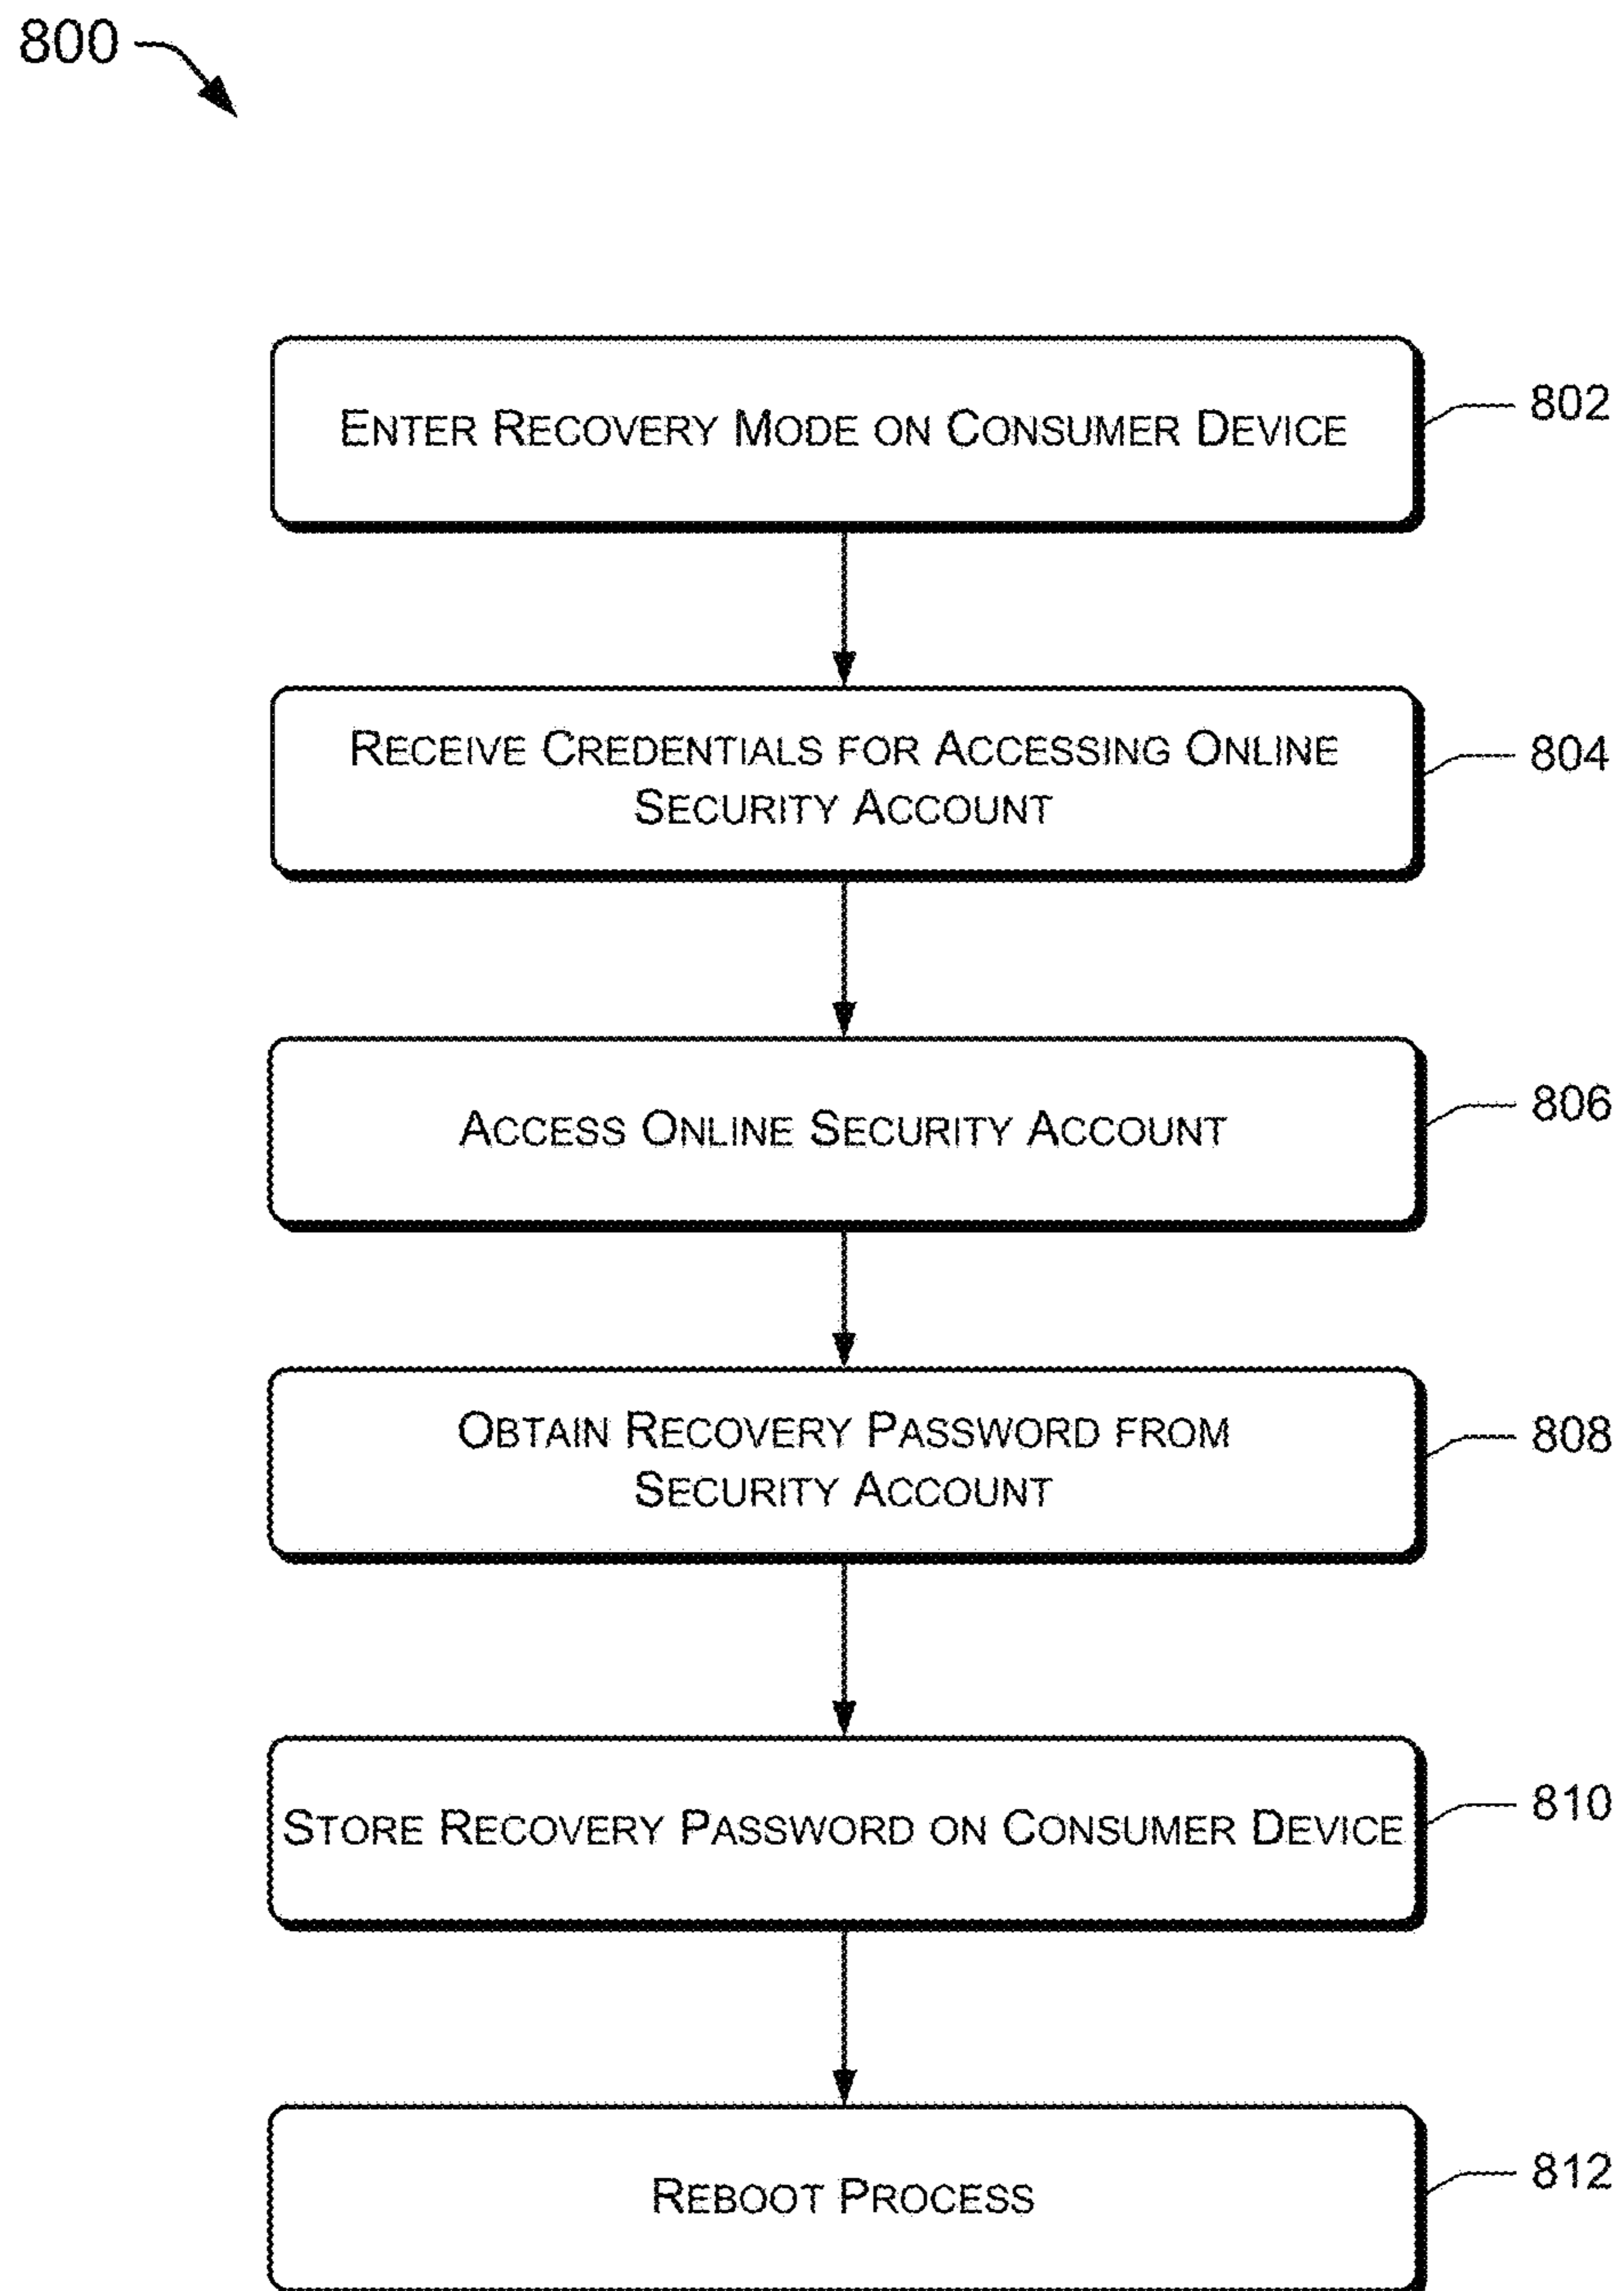 800
ENTER RECOVERY MODE ON CONSUMER DEVICE
802
RECEIVE CREDENTIALS FOR ACCESSING ONLINE
SECURITY ACCOUNT
804
ACCESS ONLINE SECURITY ACCOUNT
806
OBTAIN RECOVERY PASSWORD FROM
SECURITY ACCOUNT
808
STORE RECOVERY PASSWORD ON CONSUMER DEVICE
810
REBOOT PROCESS
812